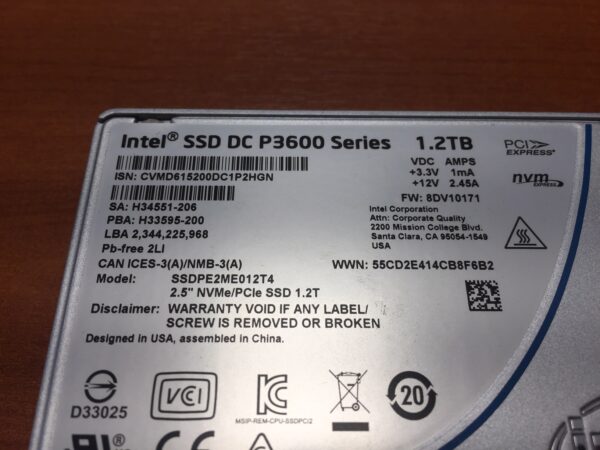 Intel® SSD DC P3600 Series 1.2TB
PCI EXPRESS®
VDC AMPS
+3.3V 1mA
+12V 2.45A
nvm EXPRESS
ISN: CVMD615200DC1P2HGN
FW: 8DV10171
SA: H34551-206
PBA: H33595-200
LBA 2,344,225,968
Pb-free 2LI
Intel Corporation
Attn: Corporate Quality
2200 Mission College Blvd.
Santa Clara, CA 95054-1549
USA
CAN ICES-3(A)/NMB-3(A)
WWN: 55CD2E414CB8F6B2
Model: SSDPE2ME012T4
2.5" NVMe/PCIe SSD 1.2T
Disclaimer: WARRANTY VOID IF ANY LABEL/
SCREW IS REMOVED OR BROKEN
Designed in USA, assembled in China.
D33025
VCI
MSIP-REM-CPU-SSDPCI2
20